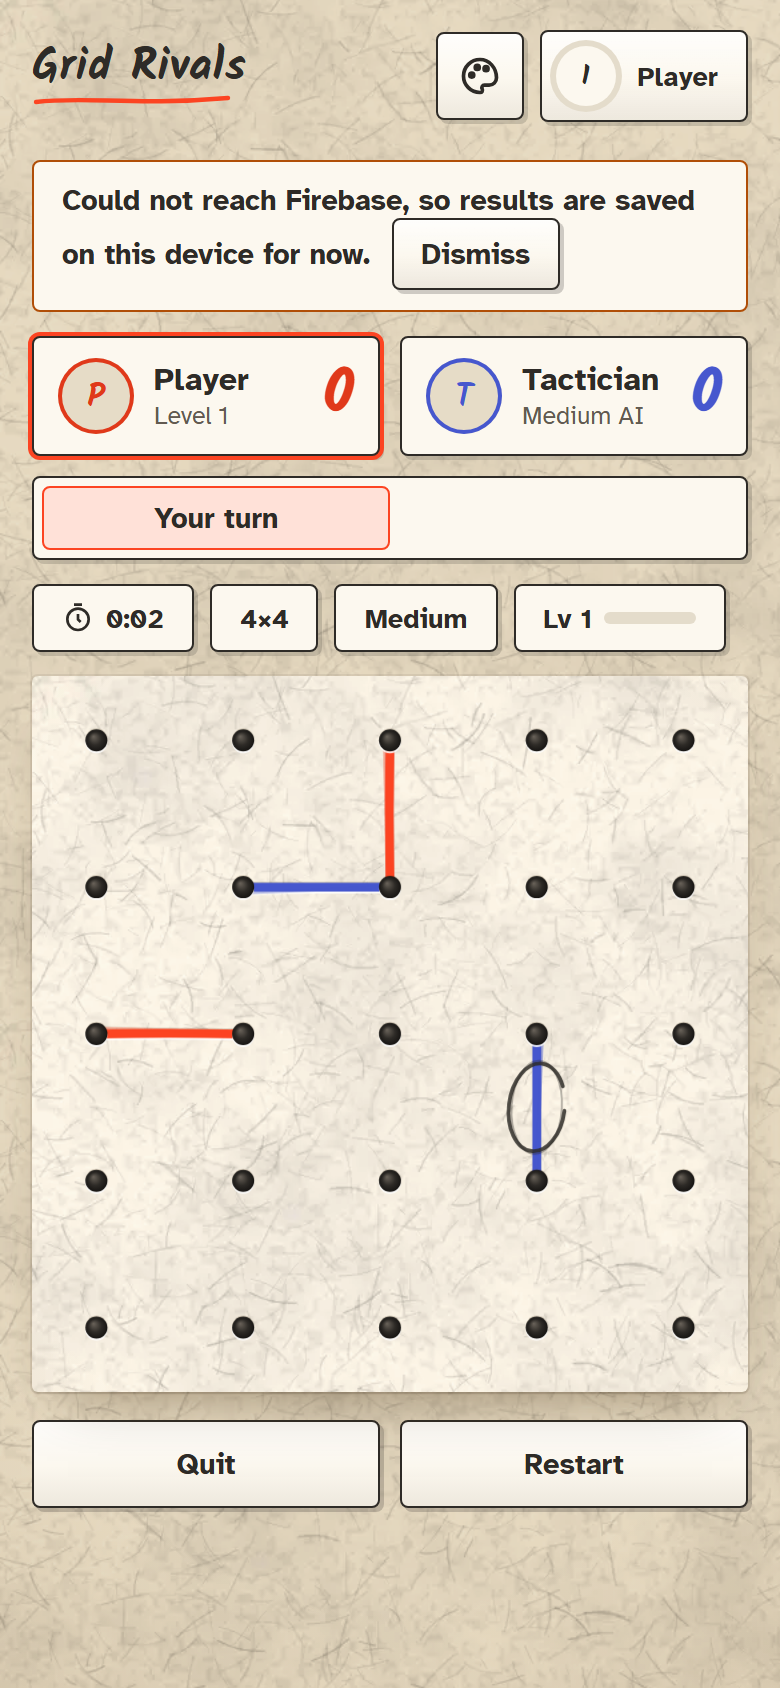 Grid Rivals
1
Player
Could not reach Firebase, so results are saved
on this device for now.
Dismiss
P
Player
Level 1
0
T
Tactician
Medium AI
0
Your turn
0:02
4×4
Medium
Lv 1
Quit
Restart